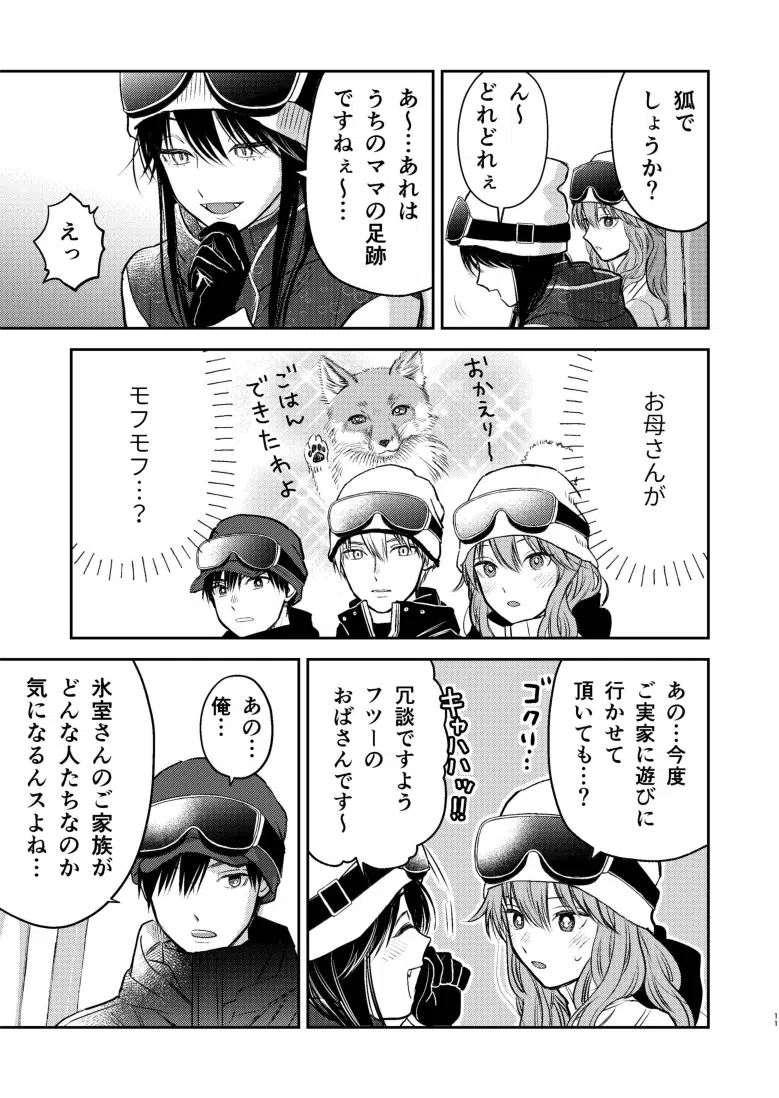 狐で
しょうか?
ん〜
どれどれぇ
あ〜…あれは
うちのママの足跡
ですねぇ〜…
えっ
お母さんが
おかえり〜
ごはん
できたわよ
モフモフ…?
あの…今度
ご実家に遊びに
行かせて
頂いても…?
ゴクリ…
キャハハッ!!
冗談ですよう
フツーの
おばさんです〜
あの…
俺…
氷室さんのご家族が
どんな人たちなのか
気になるんスよね…
11